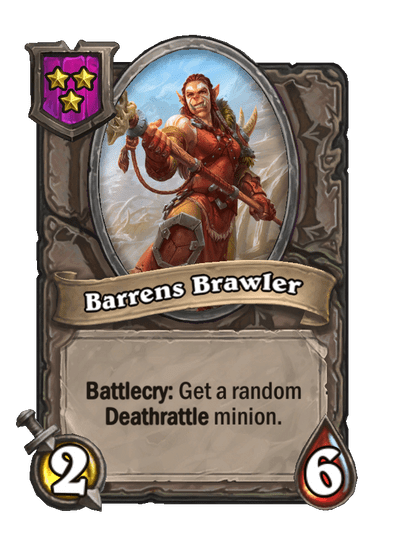 Barrens Brawler
Battlecry: Get a random
Deathrattle minion.
2
6